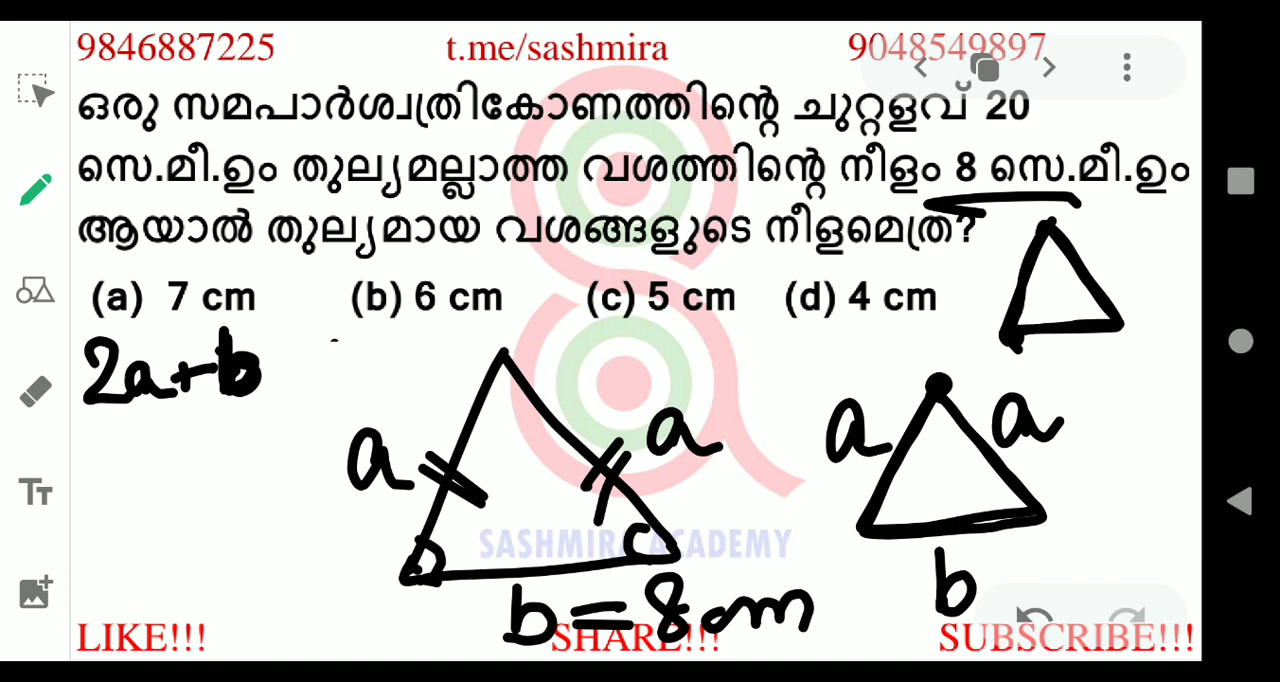 9846887225 t.me/sashmira 9048549897
ഒരു സമപാർശ്വത്രികോണത്തിന്റെ ചുറ്റളവ് 20
സെ.മീ.ഉം തുല്യമല്ലാത്ത വശത്തിന്റെ നീളം 8 സെ.മീ.ഉം
ആയാൽ തുല്യമായ വശങ്ങളുടെ നീളമെത്ര?
(a) 7 cm (b) 6 cm (c) 5 cm (d) 4 cm
2a+b
a a a a
SASHMIRA ACADEMY
b = 8cm b
LIKE!!! SHARE!!! SUBSCRIBE!!!
TT